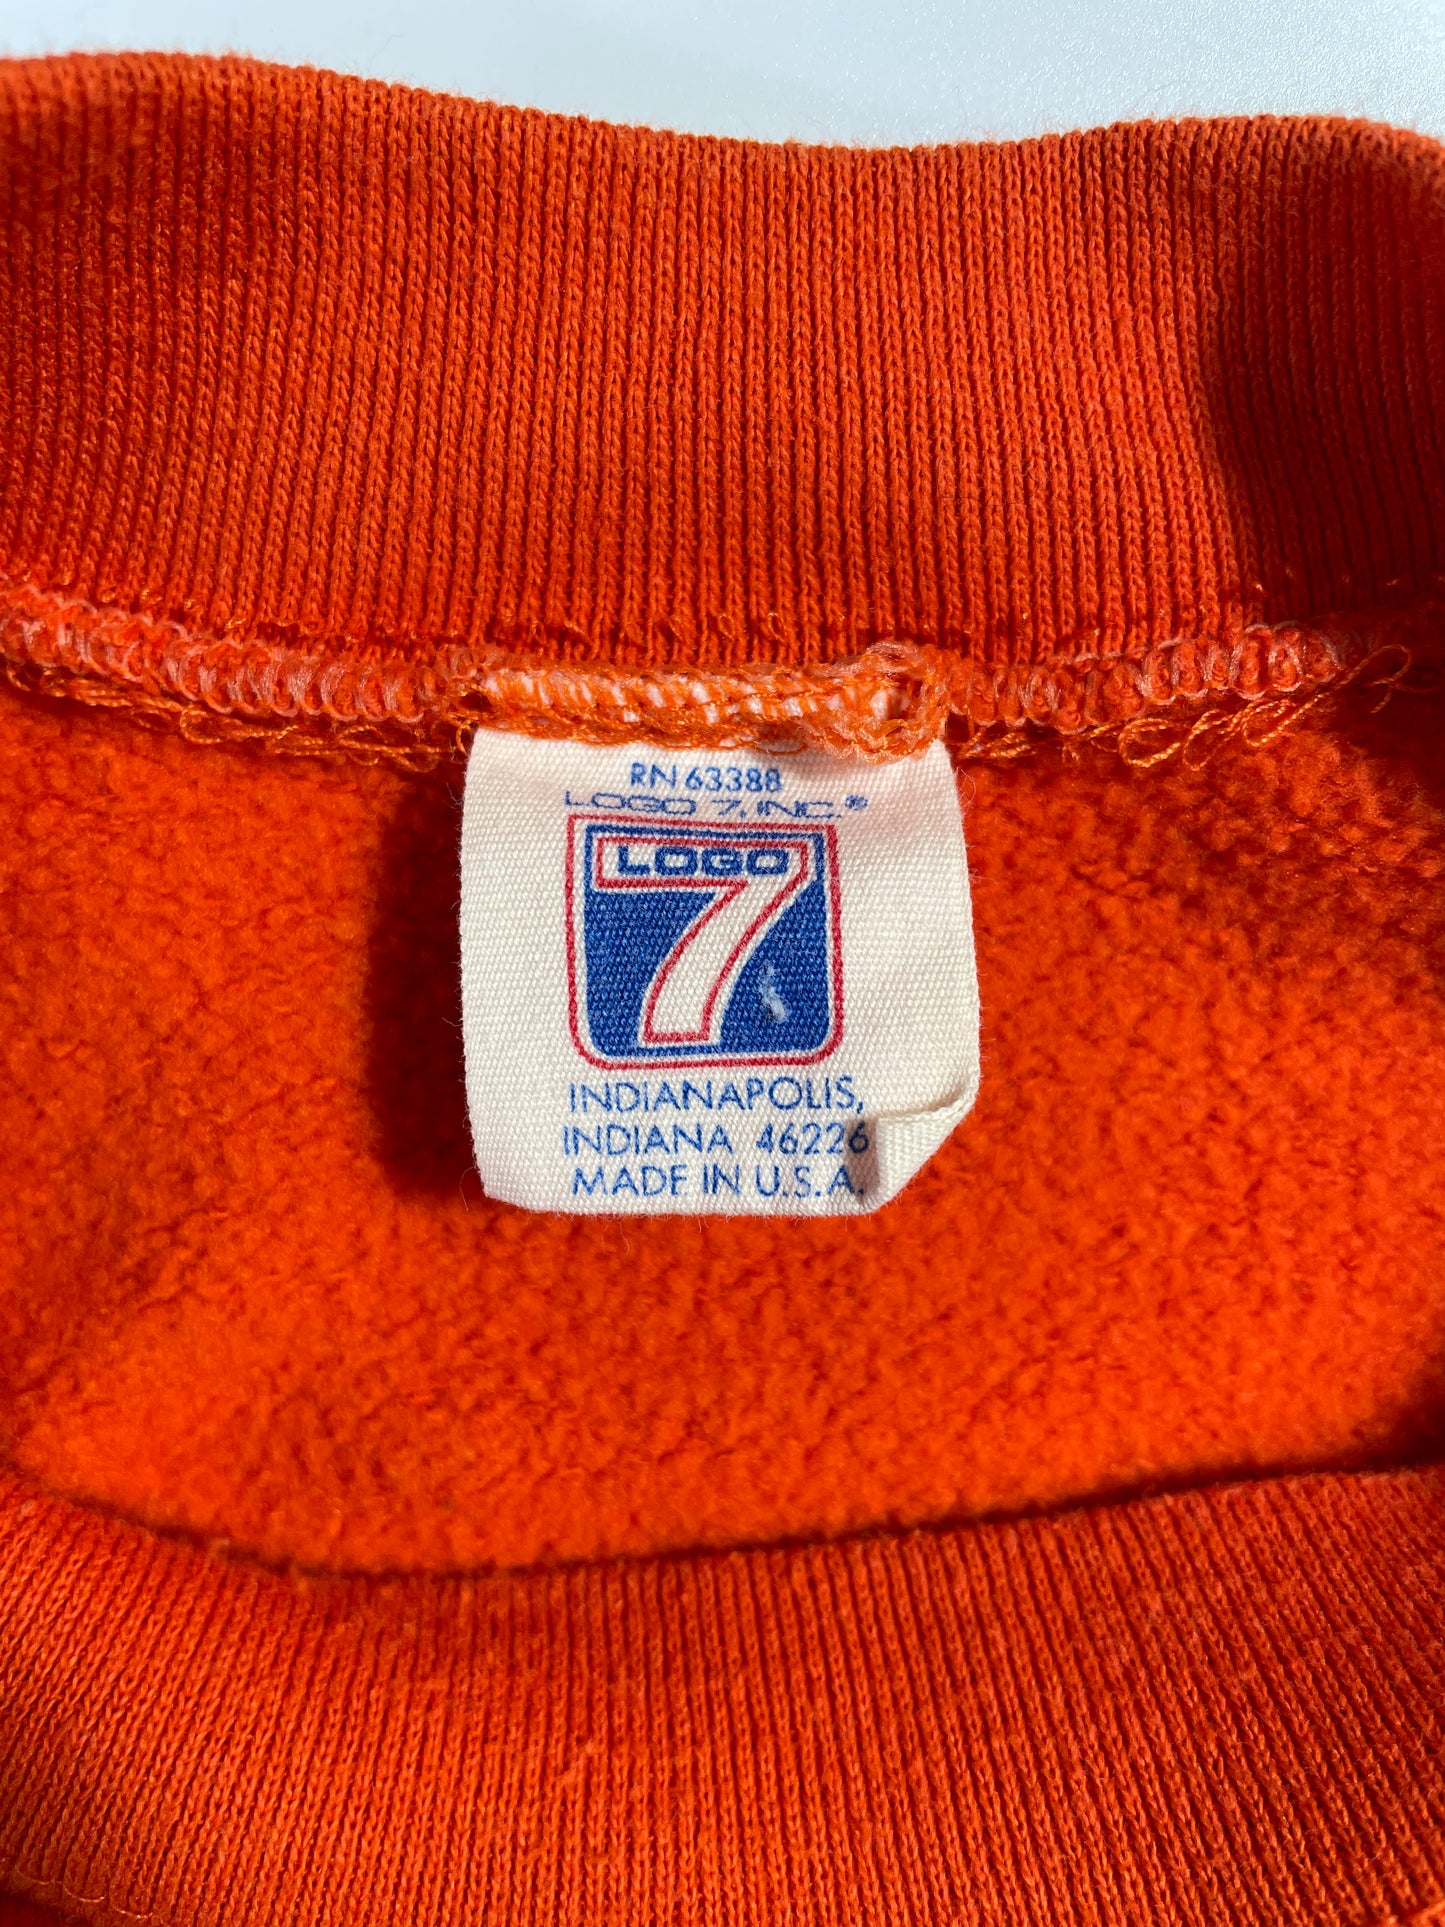 RN 63388
LOGO 7, INC.®
LOGO
7
INDIANAPOLIS,
INDIANA 46226
MADE IN U.S.A.